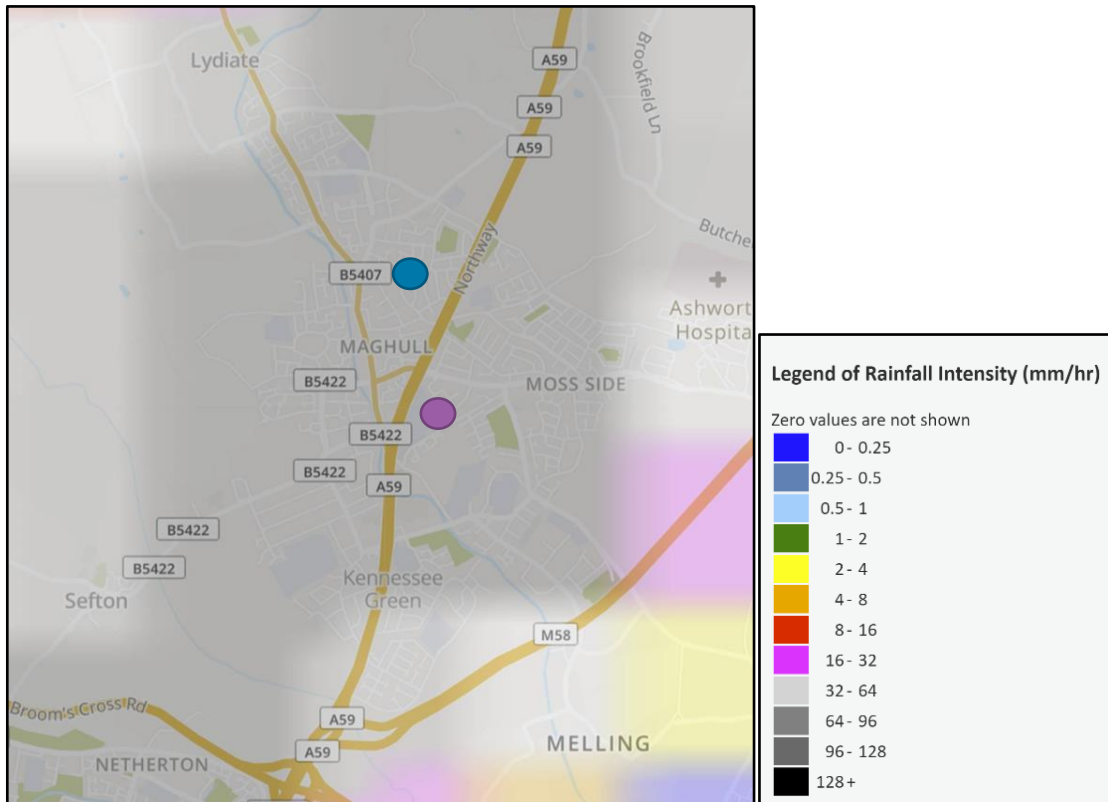 Lydiate
A59
Brookfield Ln
A59
A59
Butche
B5407
Northway
Ashwort
Hospita
MAGHULL
B5422
MOSS SIDE
B5422
B5422
A59
B5422
B5422
Kennessee
Green
Sefton
M58
Broom's Cross Rd
A59
A59
MELLING
NETHERTON
Legend of Rainfall Intensity (mm/hr)
Zero values are not shown
0 - 0.25
0.25 - 0.5
0.5 - 1
1 - 2
2 - 4
4 - 8
8 - 16
16 - 32
32 - 64
64 - 96
96 - 128
128 +